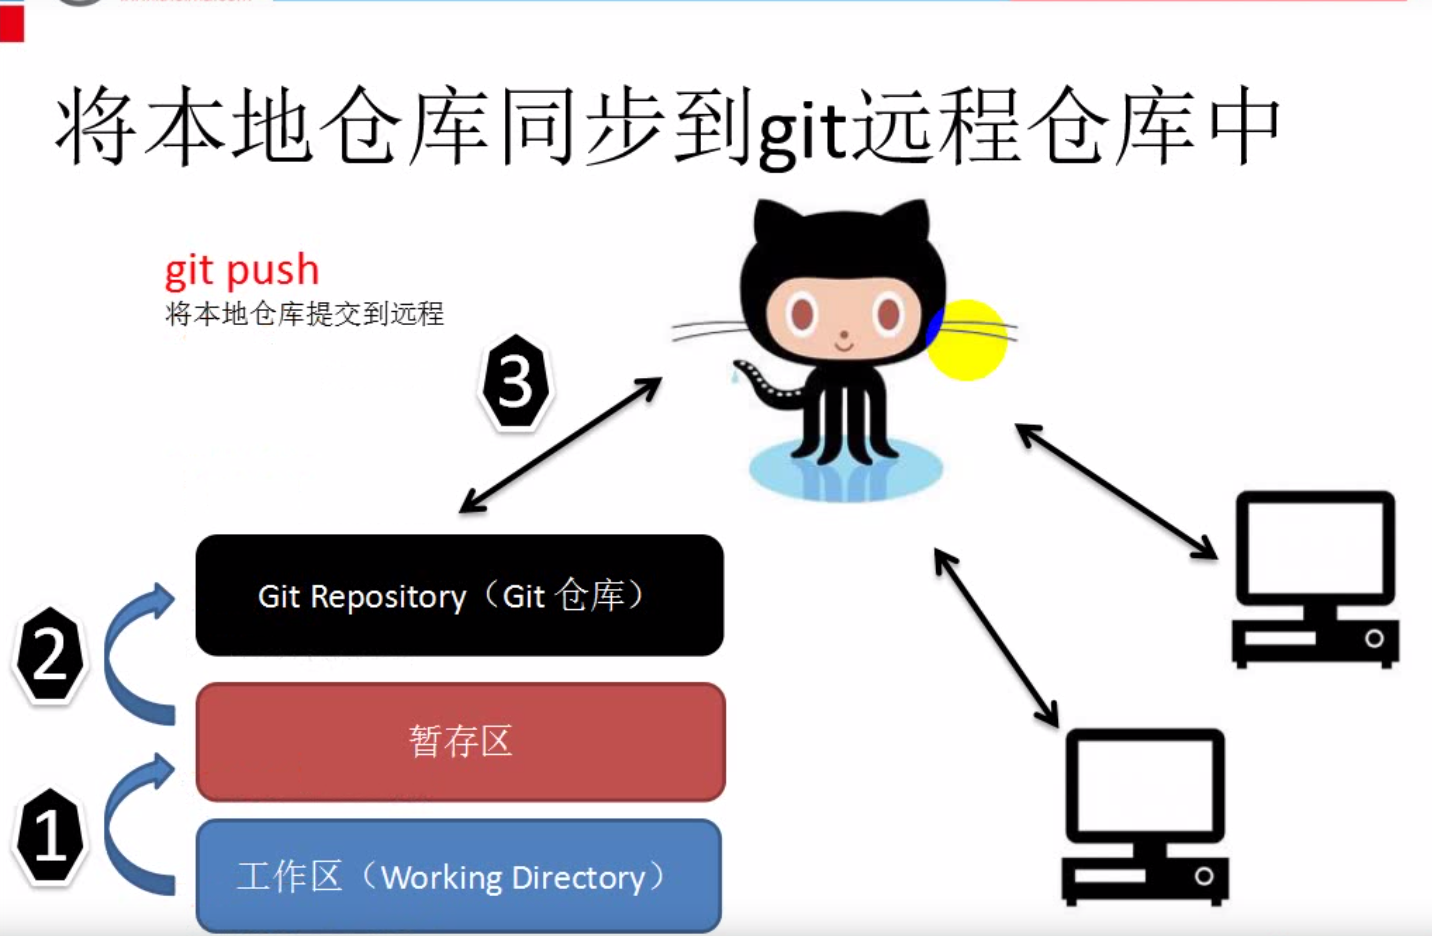 将本地仓库同步到git远程仓库中
git push
将本地仓库提交到远程
3
Git Repository（Git 仓库）
2
暂存区
1
工作区（Working Directory）